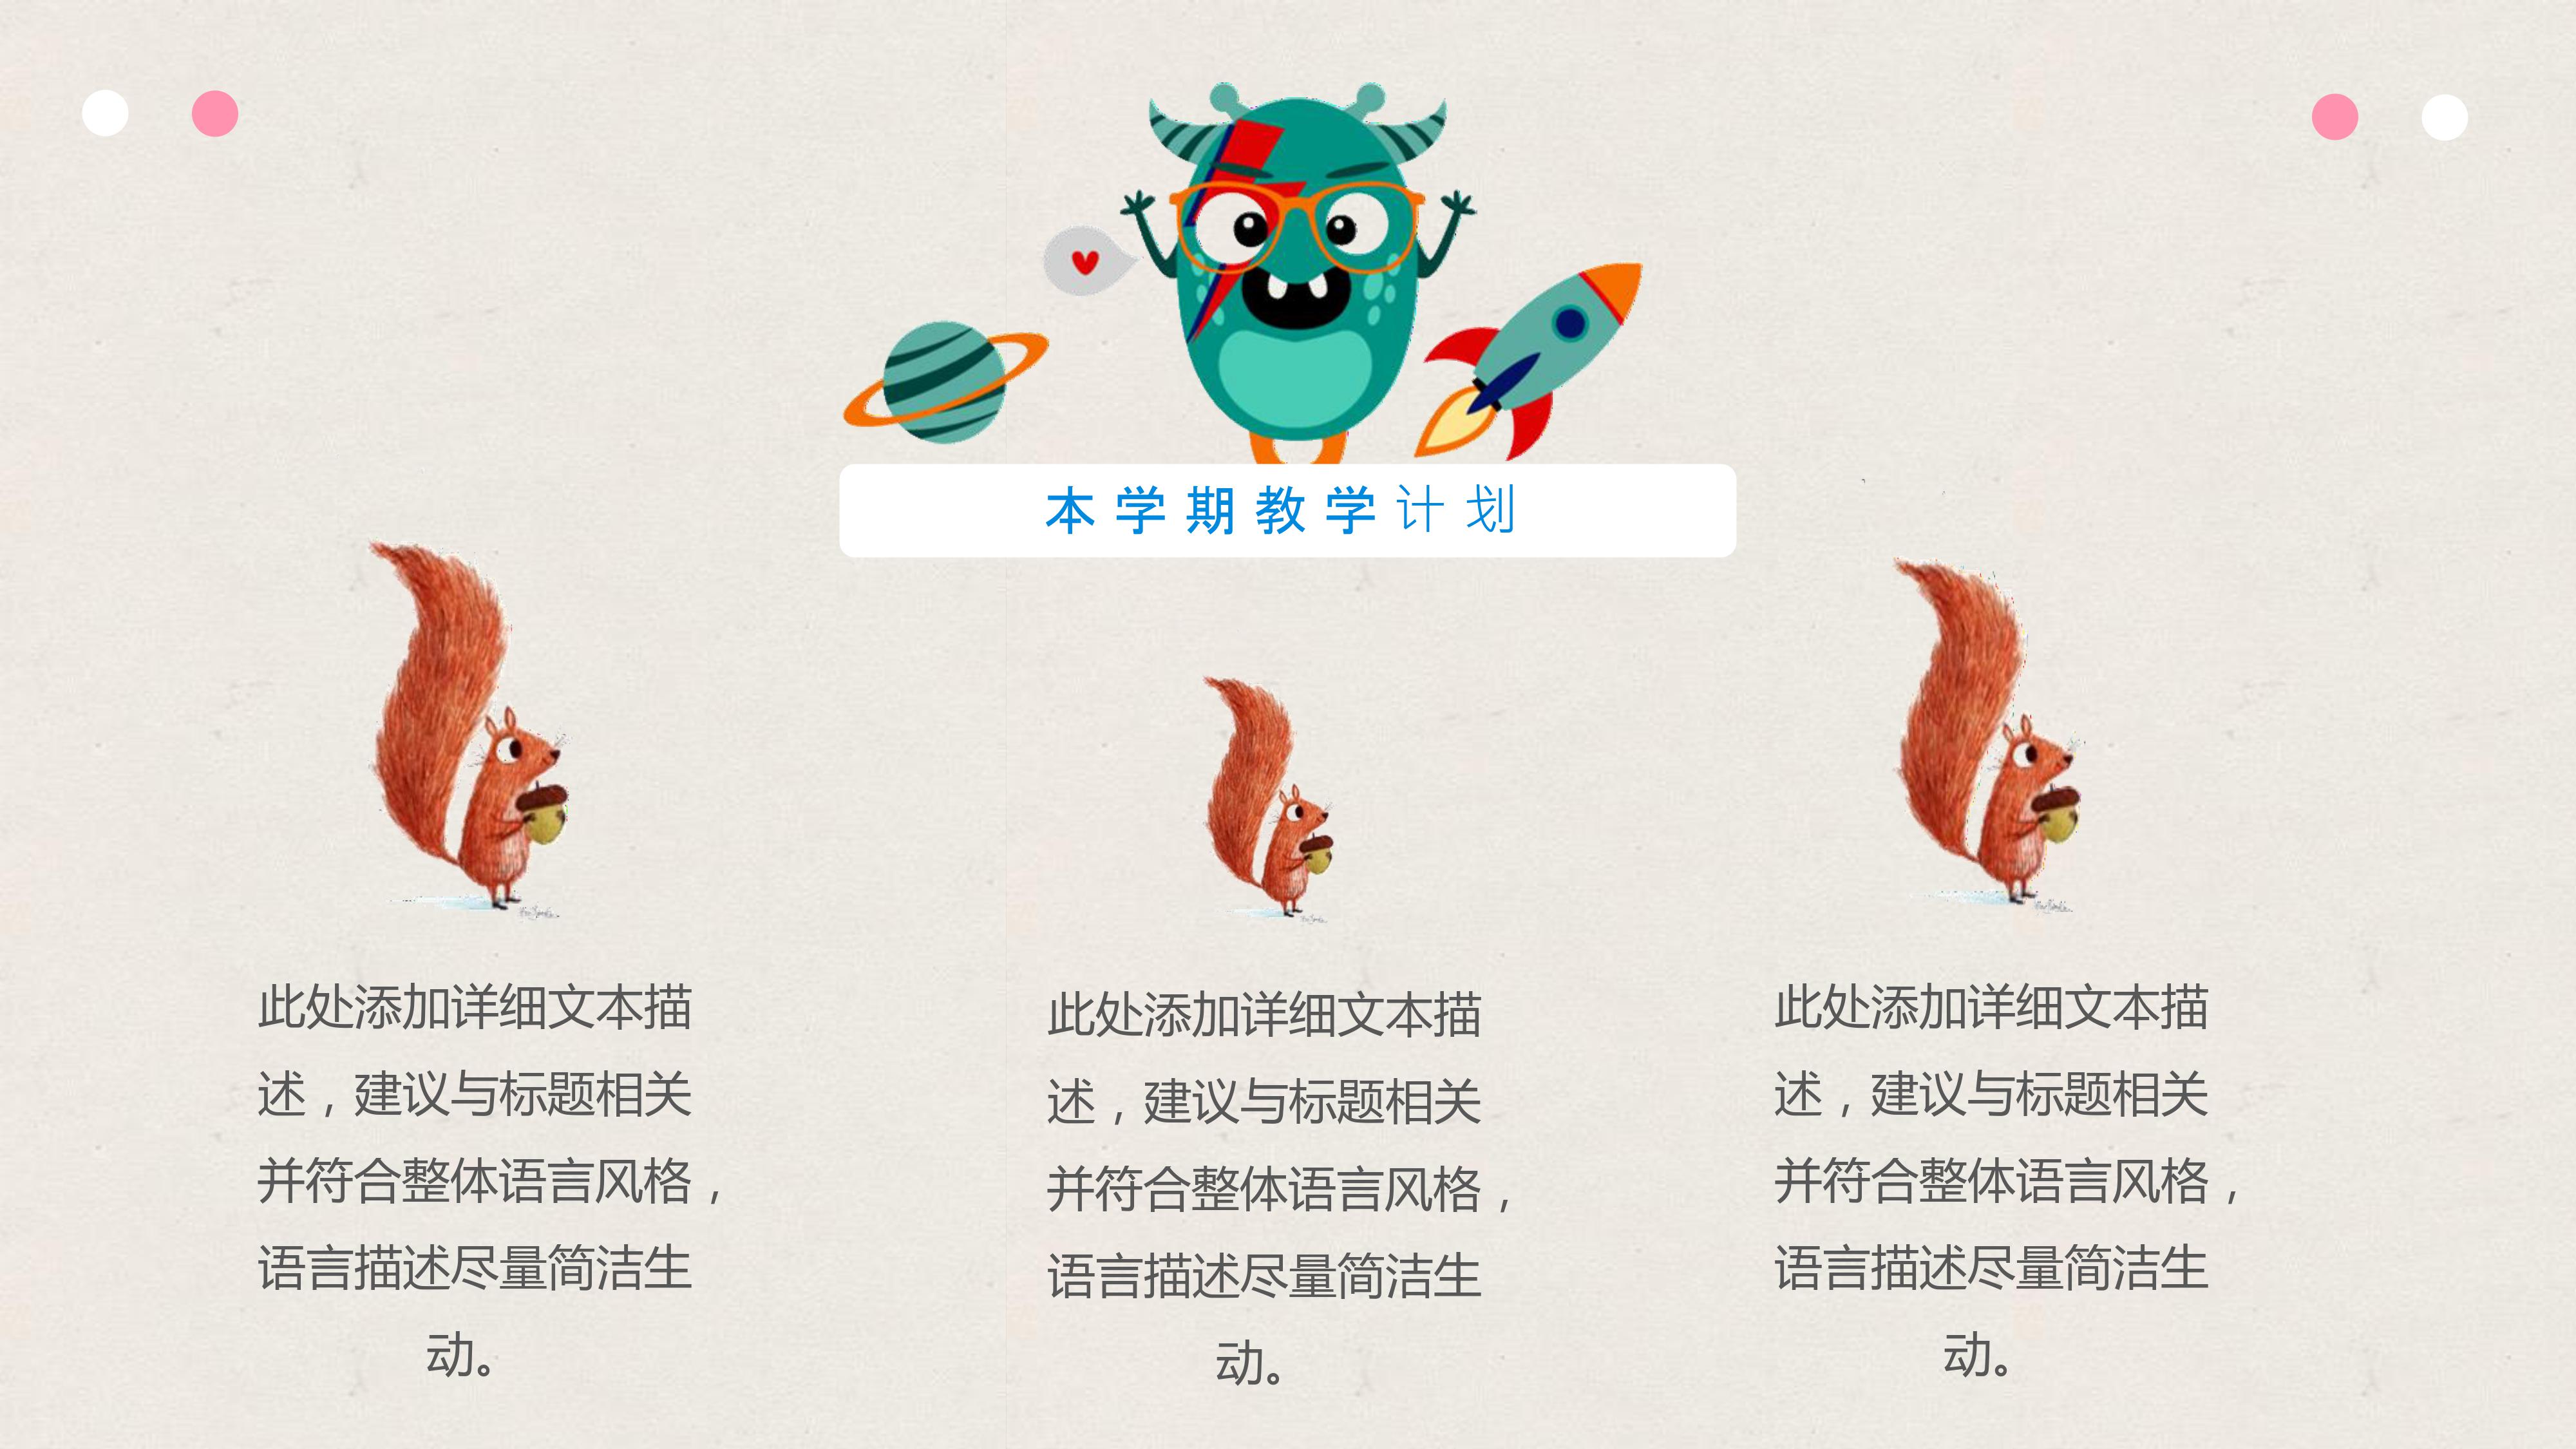 本学期教学计划
此处添加详细文本描
述，建议与标题相关
并符合整体语言风格，
语言描述尽量简洁生
动。
此处添加详细文本描
述，建议与标题相关
并符合整体语言风格，
语言描述尽量简洁生
动。
此处添加详细文本描
述，建议与标题相关
并符合整体语言风格，
语言描述尽量简洁生
动。